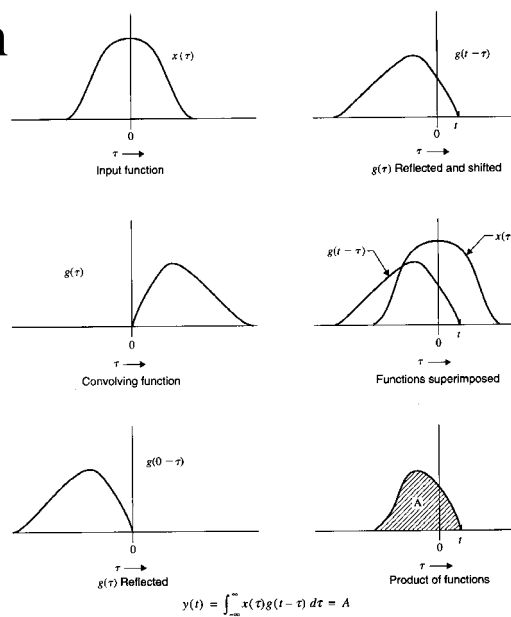 x(τ)
0
τ →
Input function
g(t − τ)
0 t
τ →
g(τ) Reflected and shifted
g(τ)
0
τ →
Convolving function
g(t − τ)
x(τ
0 t
τ →
Functions superimposed
g(0 − τ)
0
τ →
g(τ) Reflected
A
0 t
τ →
Product of functions
y(t) = ∫_{-∞}^{∞} x(τ)g(t − τ) dτ = A